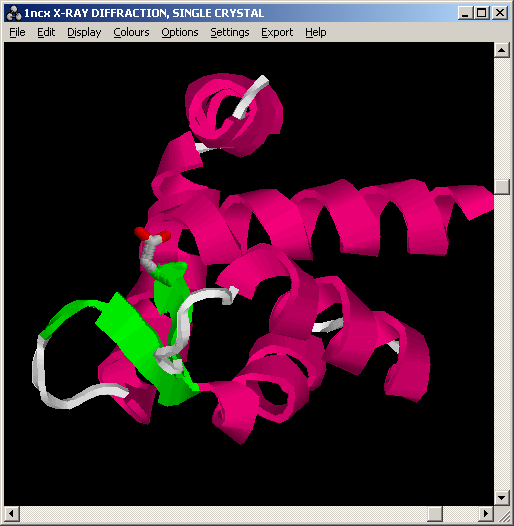 1ncx X-RAY DIFFRACTION, SINGLE CRYSTAL
File Edit Display Colours Options Settings Export Help